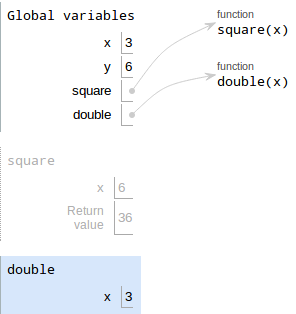 Global variables
x 3
y 6
square
double
function
square(x)
function
double(x)
square
x 6
Return
value 36
double
x 3